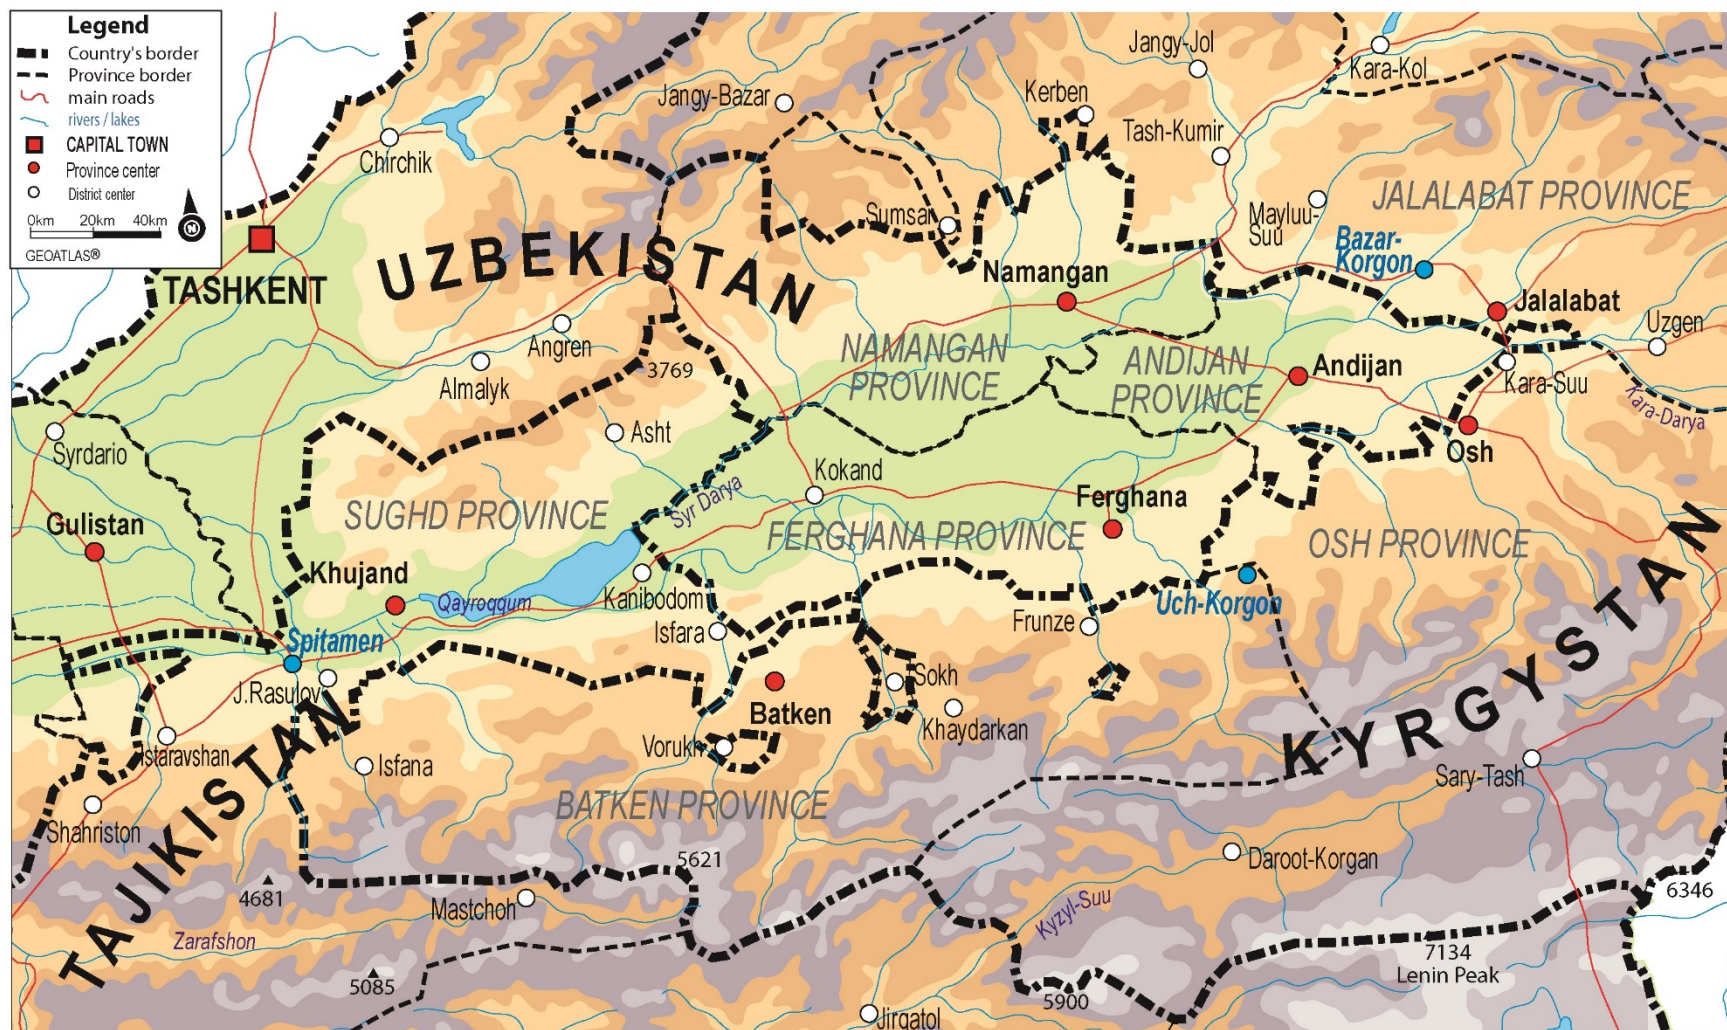 Legend
Country's border
Province border
main roads
rivers / lakes
CAPITAL TOWN
Province center
District center
0km 20km 40km
N
GEOATLAS®
Jangy-Jol
Kara-Kol
Jangy-Bazar
Kerben
Tash-Kumir
Chirchik
JALALABAT PROVINCE
Mayluu-
Suu
Sumsar
Bazar-
Korgon
UZBEKISTAN
TASHKENT
Namangan
Jalalabat
Uzgen
Angren
NAMANGAN
PROVINCE
ANDIJAN
PROVINCE
3769
Almalyk
Andijan
Kara-Suu
Kara-Darya
Asht
Syrdario
Osh
Kokand
Syr Darya
Ferghana
SUGHD PROVINCE
Gulistan
FERGHANA PROVINCE
OSH PROVINCE
Khujand
Qayroqqum
Kanibodom
Uch-Korgon
Isfara
Frunze
Spitamen
J.Rasulov
Sokh
KYRGYSTAN
Batken
Khaydarkan
Istaravshan
Vorukh
Isfana
Sary-Tash
TAJIKISTAN
BATKEN PROVINCE
Shahriston
Daroot-Korgan
5621
4681
6346
Mastchoh
Kyzyl-Suu
Zarafshon
7134
Lenin Peak
5085
5900
Jirgatol